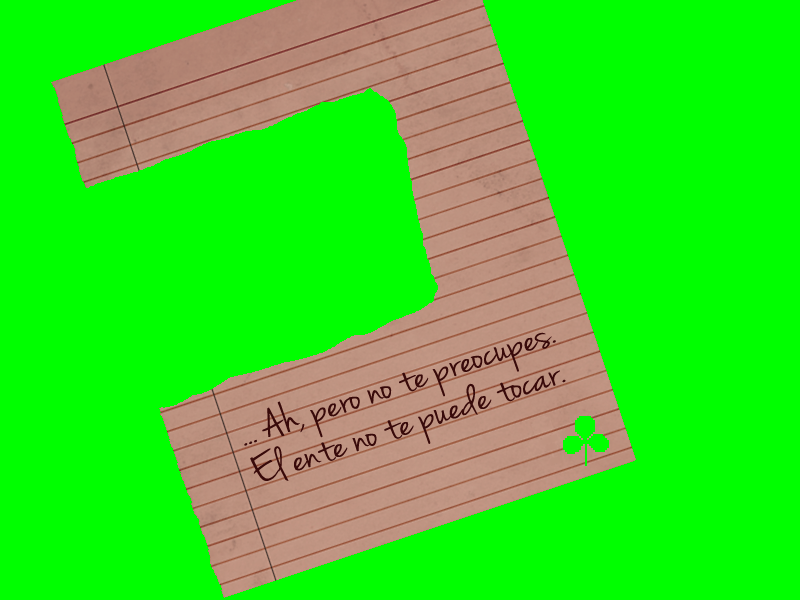 ... Ah, pero no te preocupes.
El ente no te puede tocar.